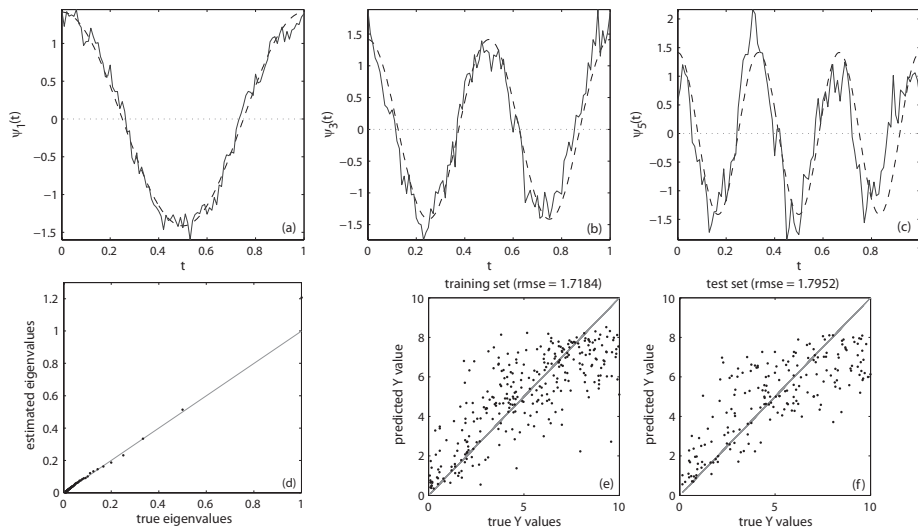 ψ1(t)
1
0.5
0
−0.5
−1
−1.5
0 0.2 0.4 0.6 0.8 1
t
(a)
ψ3(t)
1.5
1
0.5
0
−0.5
−1
−1.5
0 0.2 0.4 0.6 0.8 1
t
(b)
ψ5(t)
2
1.5
1
0.5
0
−0.5
−1
−1.5
0 0.2 0.4 0.6 0.8 1
t
(c)
estimated eigenvalues
1.2
1
0.8
0.6
0.4
0.2
0
0 0.2 0.4 0.6 0.8 1
true eigenvalues
(d)
training set (rmse = 1.7184)
predicted Y value
10
8
6
4
2
0
0 5 10
true Y values
(e)
test set (rmse = 1.7952)
predicted Y value
10
8
6
4
2
0
0 5 10
true Y values
(f)